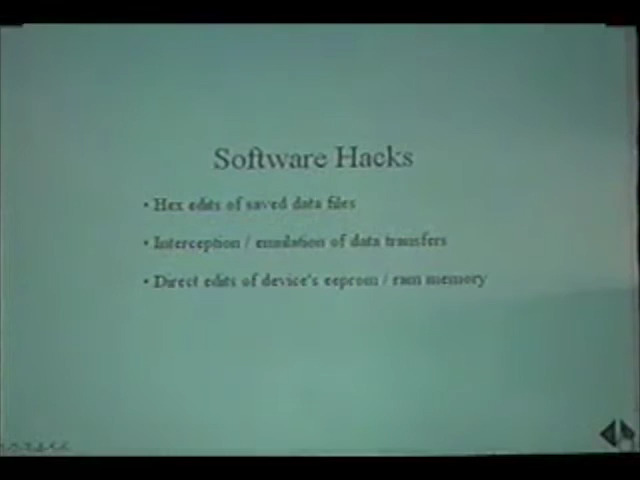 Software Hacks
• Hex edits of saved data files
• Interception / emulation of data transfers
• Direct edits of device's eeprom / ram memory